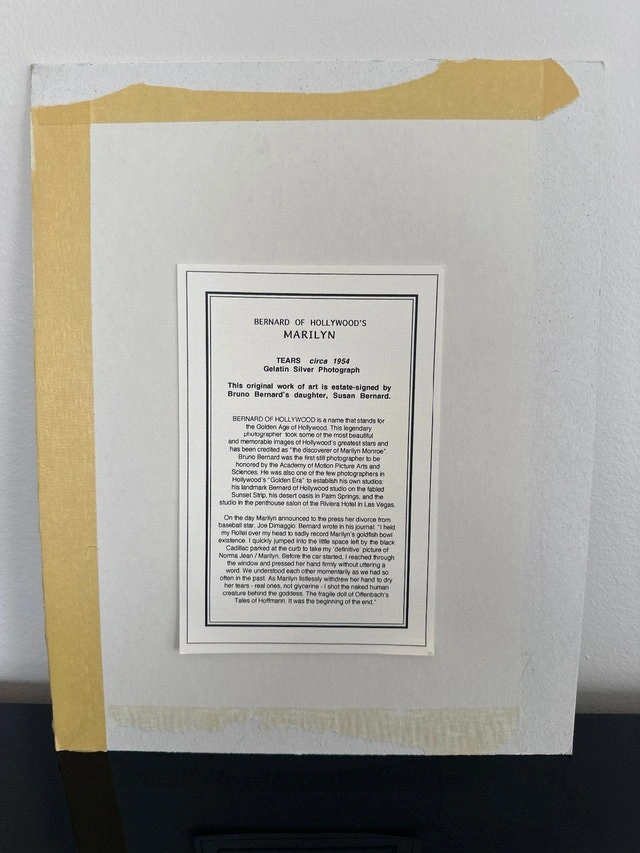 BERNARD OF HOLLYWOOD'S
MARILYN
TEARS circa 1954
Gelatin Silver Photograph
This original work of art is estate-signed by
Bruno Bernard's daughter, Susan Bernard.
BERNARD OF HOLLYWOOD is a name that stands for
the Golden Age of Hollywood. This legendary
photographer took some of the most beautiful
and memorable images of Hollywood's greatest stars and
has been credited as "the discoverer of Marilyn Monroe".
Bruno Bernard was the first still photographer to be
honored by the Academy of Motion Picture Arts and
Sciences. He was also one of the few photographers in
Hollywood's "Golden Era" to establish his own studios:
his landmark Bernard of Hollywood studio on the fabled
Sunset Strip, his desert oasis in Palm Springs, and the
studio in the penthouse salon of the Riviera Hotel in Las Vegas.
On the day Marilyn announced to the press her divorce from
baseball star, Joe Dimaggio. Bernard wrote in his journal: "I held
my Rollei over my head to sadly record Marilyn's goldfish bowl
existence. I quickly jumped into the little space left by the black
Cadillac parked at the curb to take my 'definitive' picture of
Norma Jean / Marilyn. Before the car started, I reached through
the window and pressed her hand firmly without uttering a
word. We understood each other momentarily as we had so
often in the past. As Marilyn listlessly withdrew her hand to dry
her tears - real ones, not glycerine - I shot the naked human
creature behind the goddess. The fragile doll of Offenbach's
Tales of Hoffmann. It was the beginning of the end."